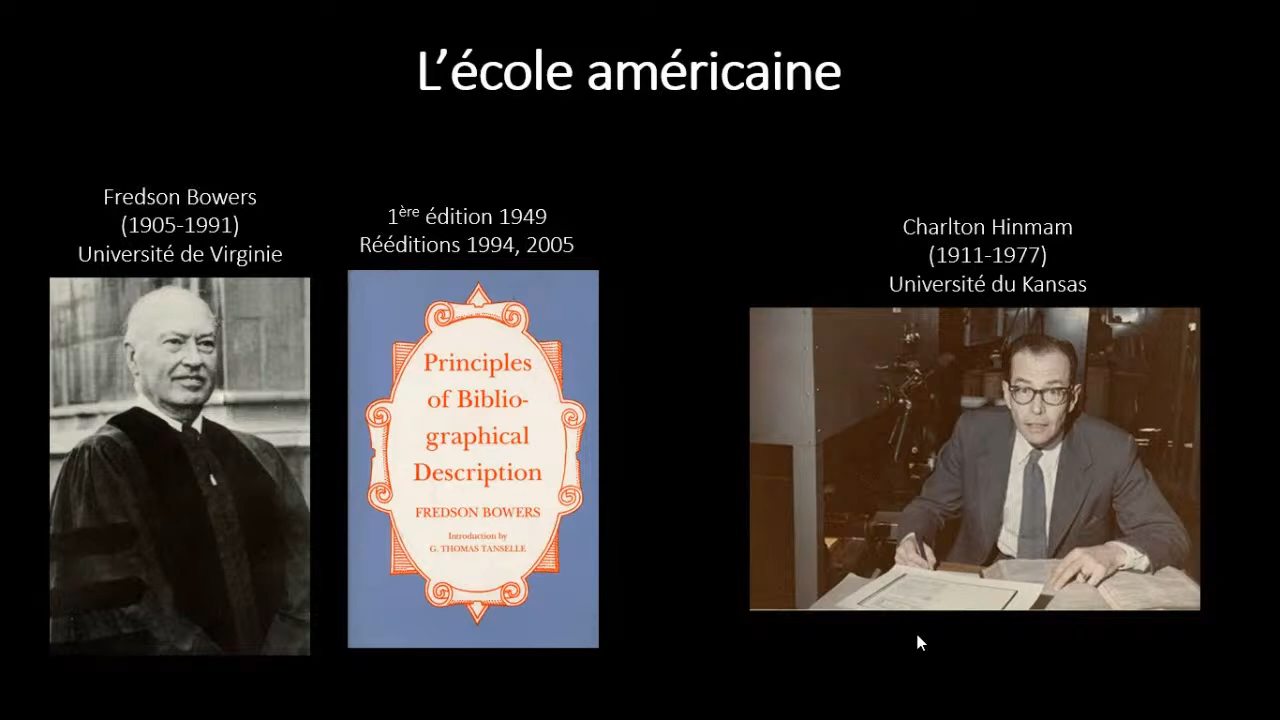 L’école américaine
Fredson Bowers
(1905-1991)
Université de Virginie
1ère édition 1949
Rééditions 1994, 2005
Principles
of Biblio-
graphical
Description
FREDSON BOWERS
Introduction by
G. THOMAS TANSELLE
Charlton Hinmam
(1911-1977)
Université du Kansas